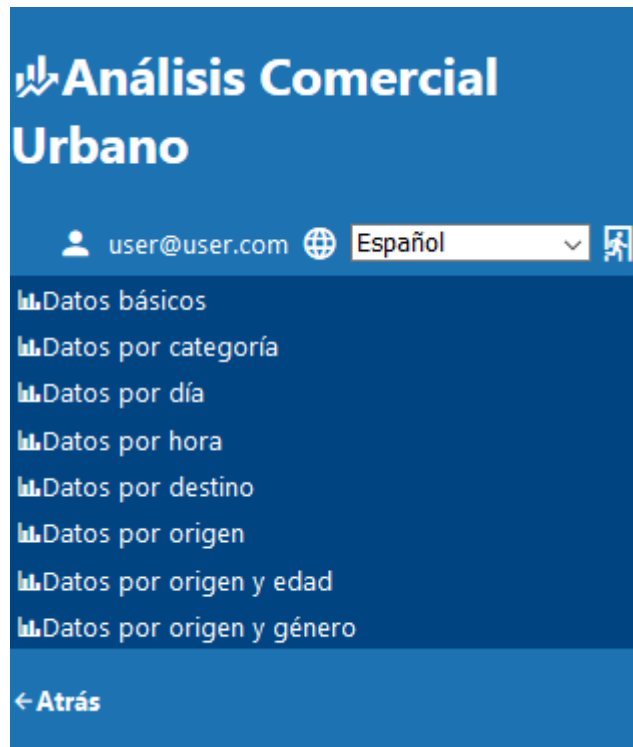 Análisis Comercial
Urbano
user@user.com Español
Datos básicos
Datos por categoría
Datos por día
Datos por hora
Datos por destino
Datos por origen
Datos por origen y edad
Datos por origen y género
Atrás